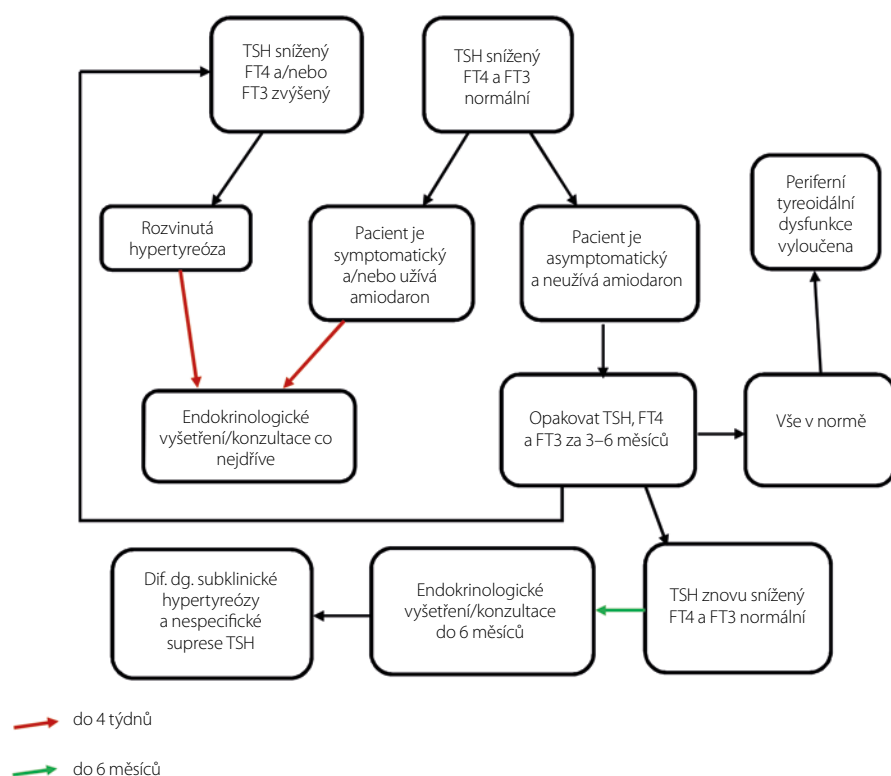 TSH snížený
FT4 a/nebo
FT3 zvýšený
TSH snížený
FT4 a FT3
normální
Periferní
tyreoidální
dysfunkce
vyloučena
Rozvinutá
hypertyreóza
Pacient je
symptomatický
a/nebo užívá
amiodaron
Pacient je
asymptomatický
a neužívá amiodaron
Endokrinologické
vyšetření/konzultace co
nejdříve
Opakovat TSH, FT4
a FT3 za 3–6 měsíců
Vše v normě
Dif. dg. subklinické
hypertyreózy
a nespecifické
suprese TSH
Endokrinologické
vyšetření/konzultace
do 6 měsíců
TSH znovu snížený
FT4 a FT3 normální
do 4 týdnů
do 6 měsíců